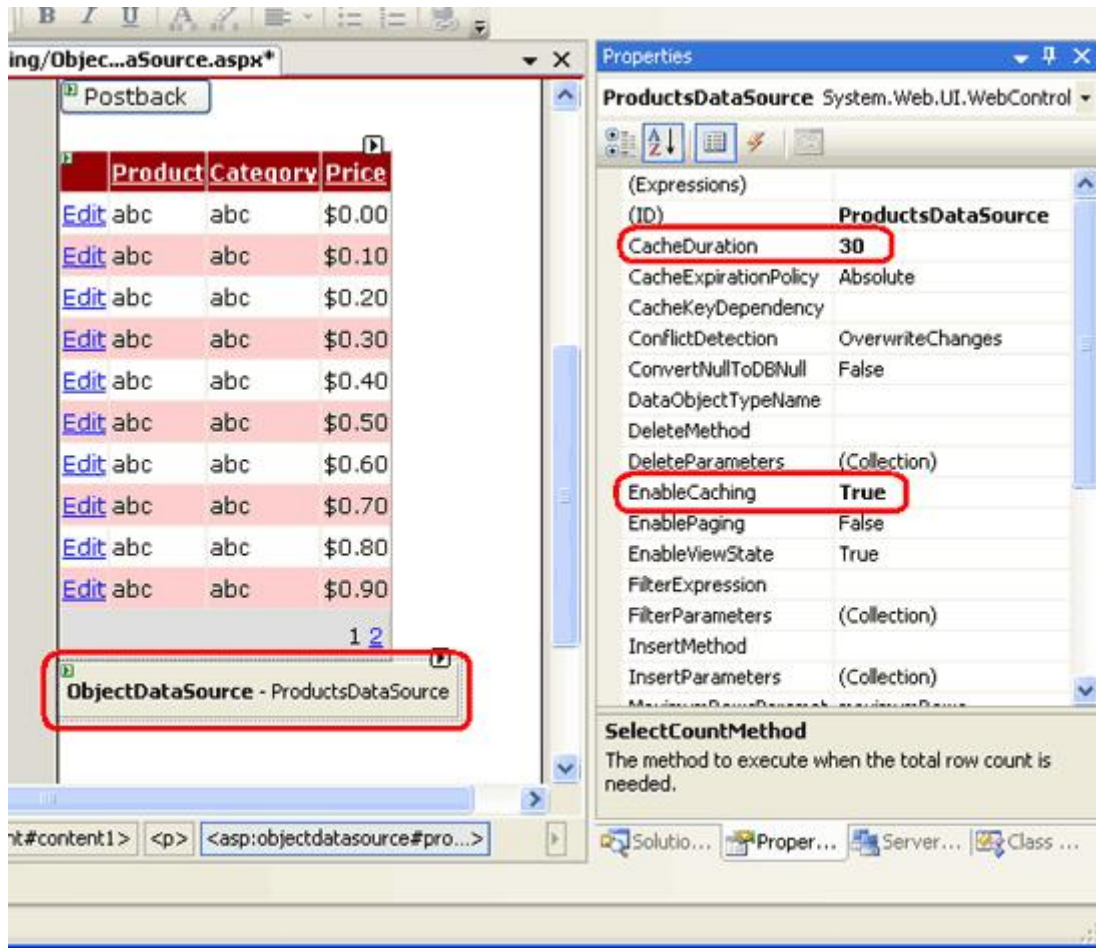 B I U A
ing/Objec...aSource.aspx*
Postback
Product Category Price
Edit abc abc $0.00
Edit abc abc $0.10
Edit abc abc $0.20
Edit abc abc $0.30
Edit abc abc $0.40
Edit abc abc $0.50
Edit abc abc $0.60
Edit abc abc $0.70
Edit abc abc $0.80
Edit abc abc $0.90
1 2
ObjectDataSource - ProductsDataSource
nt#content1> <p> <asp:objectdatasource#pro...>
Properties
ProductsDataSource System.Web.UI.WebControl
(Expressions)
(ID) ProductsDataSource
CacheDuration 30
CacheExpirationPolicy Absolute
CacheKeyDependency
ConflictDetection OverwriteChanges
ConvertNullToDBNull False
DataObjectTypeName
DeleteMethod
DeleteParameters (Collection)
EnableCaching True
EnablePaging False
EnableViewState True
FilterExpression
FilterParameters (Collection)
InsertMethod
InsertParameters (Collection)
SelectCountMethod
The method to execute when the total row count is
needed.
Solutio... Proper... Server... Class ...